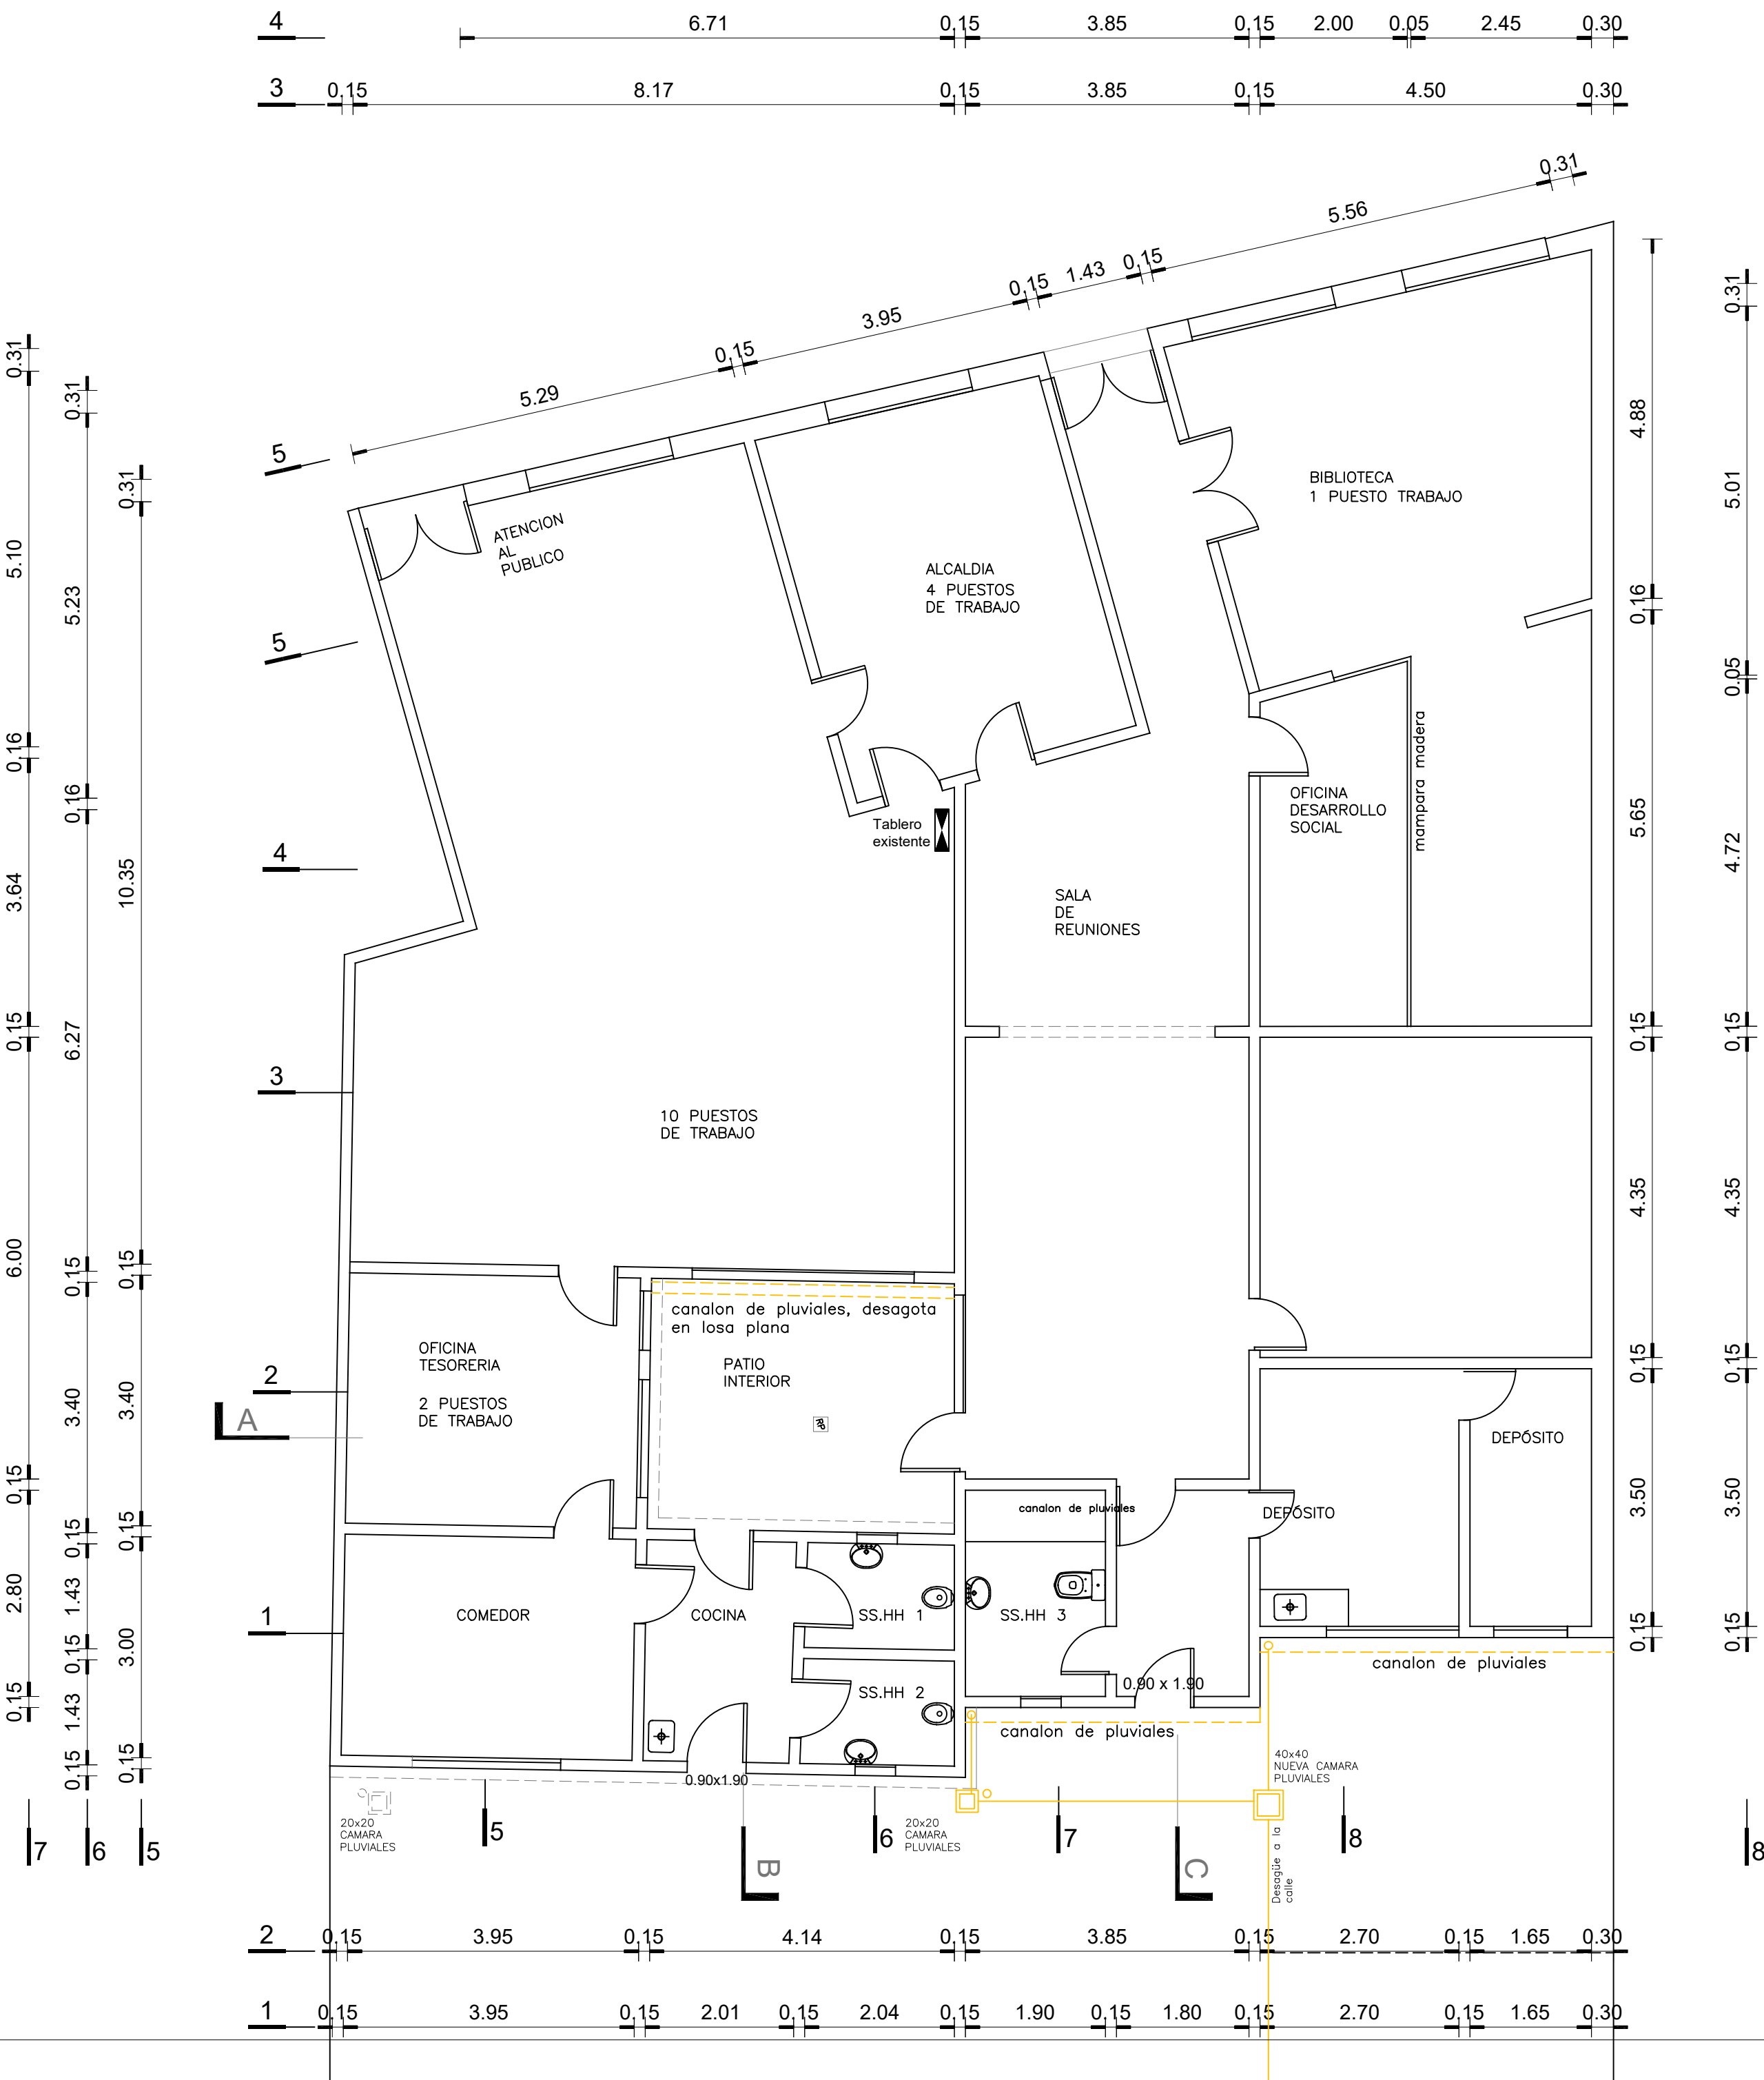 4
6.71
0.15
3.85
0.15
2.00
0.05
2.45
0.30
3
0.15
8.17
0.15
3.85
0.15
4.50
0.30
5.29
0.15
3.95
0.15
1.43
0.15
5.56
0.31
0.31
5.10
0.16
3.64
0.15
6.00
0.15
2.80
0.15
0.31
5.23
0.16
6.27
0.15
3.40
0.15
1.43
0.15
1.43
0.15
0.31
10.35
0.15
3.40
0.15
3.00
0.15
5
5
4
3
2
A
1
ATENCION
AL
PUBLICO
ALCALDIA
4 PUESTOS
DE TRABAJO
BIBLIOTECA
1 PUESTO TRABAJO
Tablero
existente
OFICINA
DESARROLLO
SOCIAL
mampara madera
SALA
DE
REUNIONES
10 PUESTOS
DE TRABAJO
canalon de pluviales, desagota
en losa plana
OFICINA
TESORERIA
2 PUESTOS
DE TRABAJO
PATIO
INTERIOR
RP
DEPÓSITO
canalon de pluviales
DEPÓSITO
COMEDOR
COCINA
SS.HH 1
SS.HH 3
SS.HH 2
0.90 x 1.90
canalon de pluviales
canalon de pluviales
0.90x1.90
40x40
NUEVA CAMARA
PLUVIALES
20x20
CAMARA
PLUVIALES
20x20
CAMARA
PLUVIALES
Desagüe a la
calle
4.88
0.16
5.65
0.15
4.35
0.15
3.50
0.15
0.31
5.01
0.05
4.72
0.15
4.35
0.15
3.50
0.15
7
6
5
5
B
6
7
C
8
8
2
0.15
3.95
0.15
4.14
0.15
3.85
0.15
2.70
0.15
1.65
0.30
1
0.15
3.95
0.15
2.01
0.15
2.04
0.15
1.90
0.15
1.80
0.15
2.70
0.15
1.65
0.30